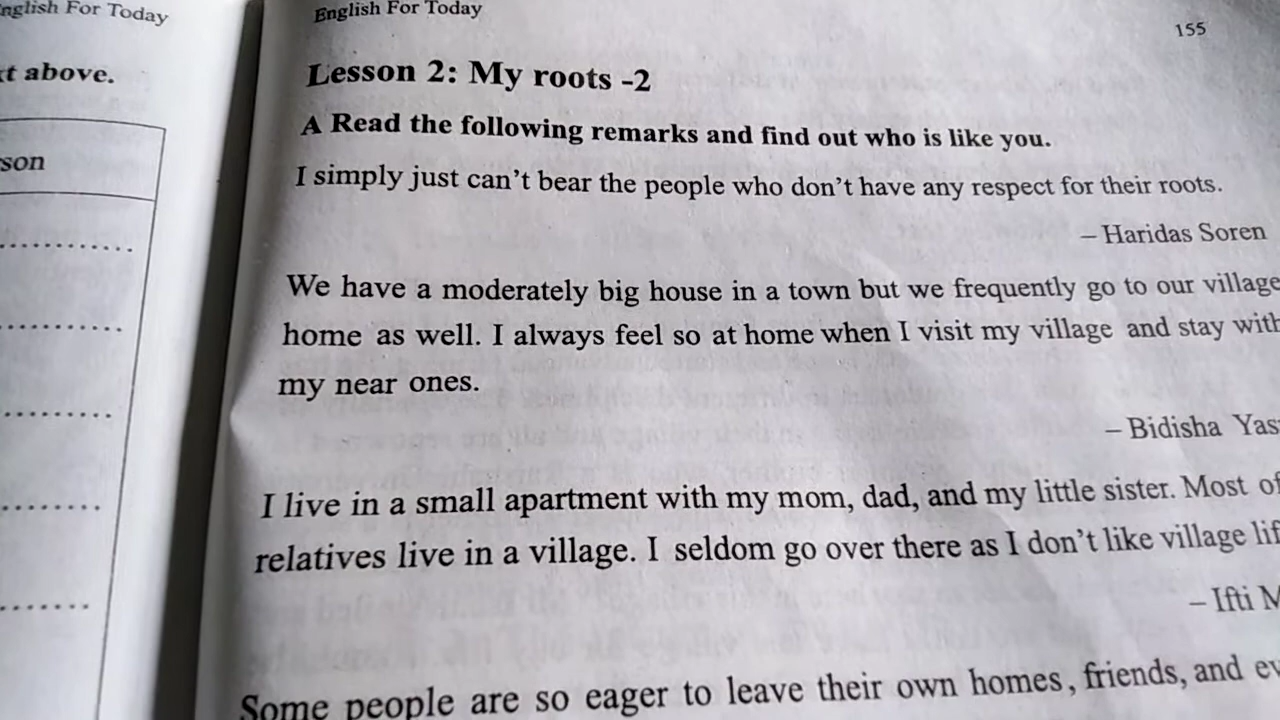 English For Today
t above.
son
English For Today
155
Lesson 2: My roots -2
A Read the following remarks and find out who is like you.
I simply just can't bear the people who don't have any respect for their roots.
– Haridas Soren
We have a moderately big house in a town but we frequently go to our village
home as well. I always feel so at home when I visit my village and stay with
my near ones.
– Bidisha Yas
I live in a small apartment with my mom, dad, and my little sister. Most of
relatives live in a village. I seldom go over there as I don't like village lif
– Ifti M
Some people are so eager to leave their own homes, friends, and ev